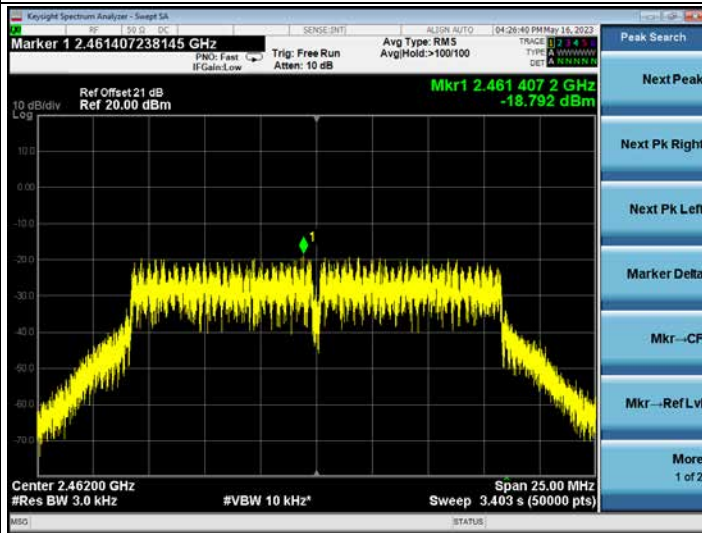 Keysight Spectrum Analyzer - Swept SA
RF 50 Ω DC SENSE:INT ALIGN AUTO 04:26:40 PM May 16, 2023
Marker 1 2.461407238145 GHz
PNO: Fast
IFGain:Low
Trig: Free Run
Atten: 10 dB
Avg Type: RMS
Avg|Hold:>100/100
TRACE 1 2 3 4 5 6
TYPE A WWWWW
DET A N N N N N
Peak Search
Mkr1 2.461 407 2 GHz
-18.792 dBm
Ref Offset 21 dB
Ref 20.00 dBm
10 dB/div
Log
10.0
0.00
-10.0
-20.0
-30.0
-40.0
-50.0
-60.0
-70.0
1
Center 2.46200 GHz
Span 25.00 MHz
#Res BW 3.0 kHz
#VBW 10 kHz*
Sweep 3.403 s (50000 pts)
Next Peak
Next Pk Right
Next Pk Left
Marker Delta
Mkr→CF
Mkr→Ref Lvl
More
1 of 2
MSG
STATUS